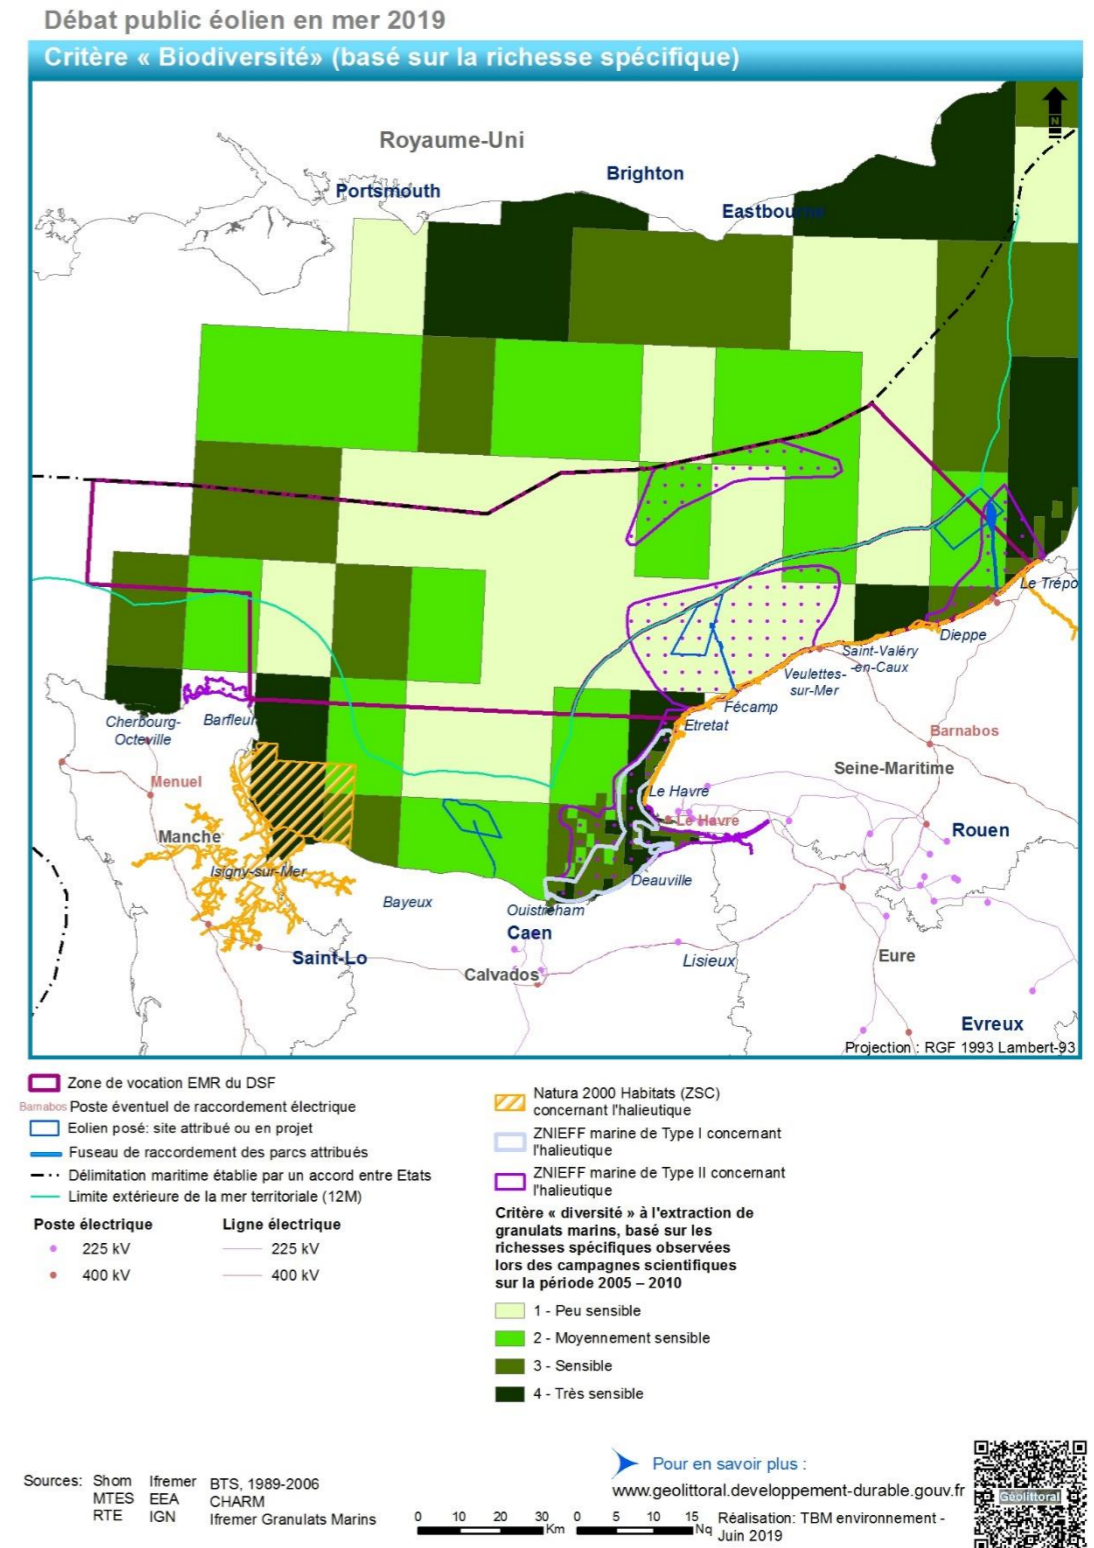 Débat public éolien en mer 2019
Critère « Biodiversité» (basé sur la richesse spécifique)
N
Royaume-Uni
Brighton
Portsmouth
Eastbourne
Le Trépo
Dieppe
Saint-Valéry
-en-Caux
Veulettes-
sur-Mer
Fécamp
Etretat
Cherbourg-
Octeville
Barfleur
Barnabos
Seine-Maritime
Menuel
Le Havre
Le Havre
Rouen
Manche
Isigny-sur-Mer
Deauville
Bayeux
Ouistreham
Caen
Saint-Lo
Calvados
Lisieux
Eure
Evreux
Projection : RGF 1993 Lambert-93
Zone de vocation EMR du DSF
Barnabos Poste éventuel de raccordement électrique
Eolien posé: site attribué ou en projet
Fuseau de raccordement des parcs attribués
Délimitation maritime établie par un accord entre Etats
Limite extérieure de la mer territoriale (12M)
Poste électrique
225 kV
400 kV
Ligne électrique
225 kV
400 kV
Natura 2000 Habitats (ZSC)
concernant l'halieutique
ZNIEFF marine de Type I concernant
l'halieutique
ZNIEFF marine de Type II concernant
l'halieutique
Critère « diversité » à l'extraction de
granulats marins, basé sur les
richesses spécifiques observées
lors des campagnes scientifiques
sur la période 2005 – 2010
1 - Peu sensible
2 - Moyennement sensible
3 - Sensible
4 - Très sensible
Sources: Shom Ifremer BTS, 1989-2006
MTES EEA CHARM
RTE IGN Ifremer Granulats Marins
0 10 20 30 Km
0 5 10 15 Nq
Pour en savoir plus :
www.geolittoral.developpement-durable.gouv.fr
Réalisation: TBM environnement -
Juin 2019
Géolittoral